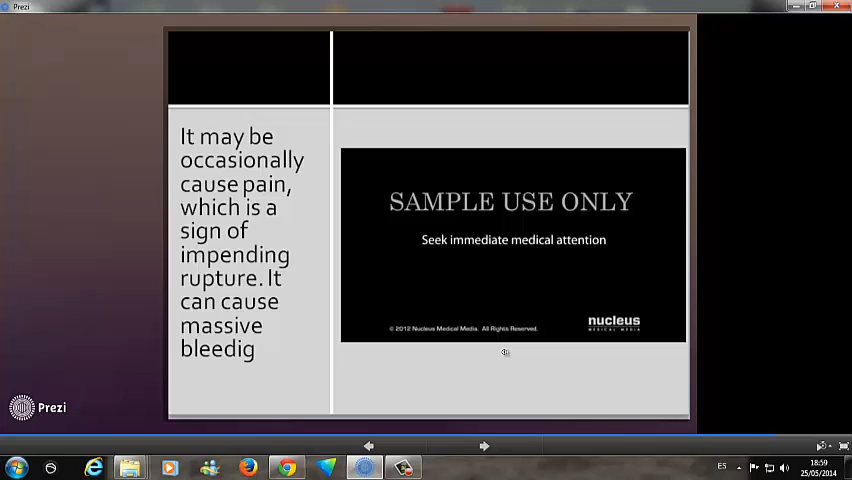 Prezi
It may be
occasionally
cause pain,
which is a
sign of
impending
rupture. It
can cause
massive
bleedig
SAMPLE USE ONLY
Seek immediate medical attention
© 2012 Nucleus Medical Media. All Rights Reserved.
nucleus
MEDICAL MEDIA
Prezi
ES
18:59
25/05/2014